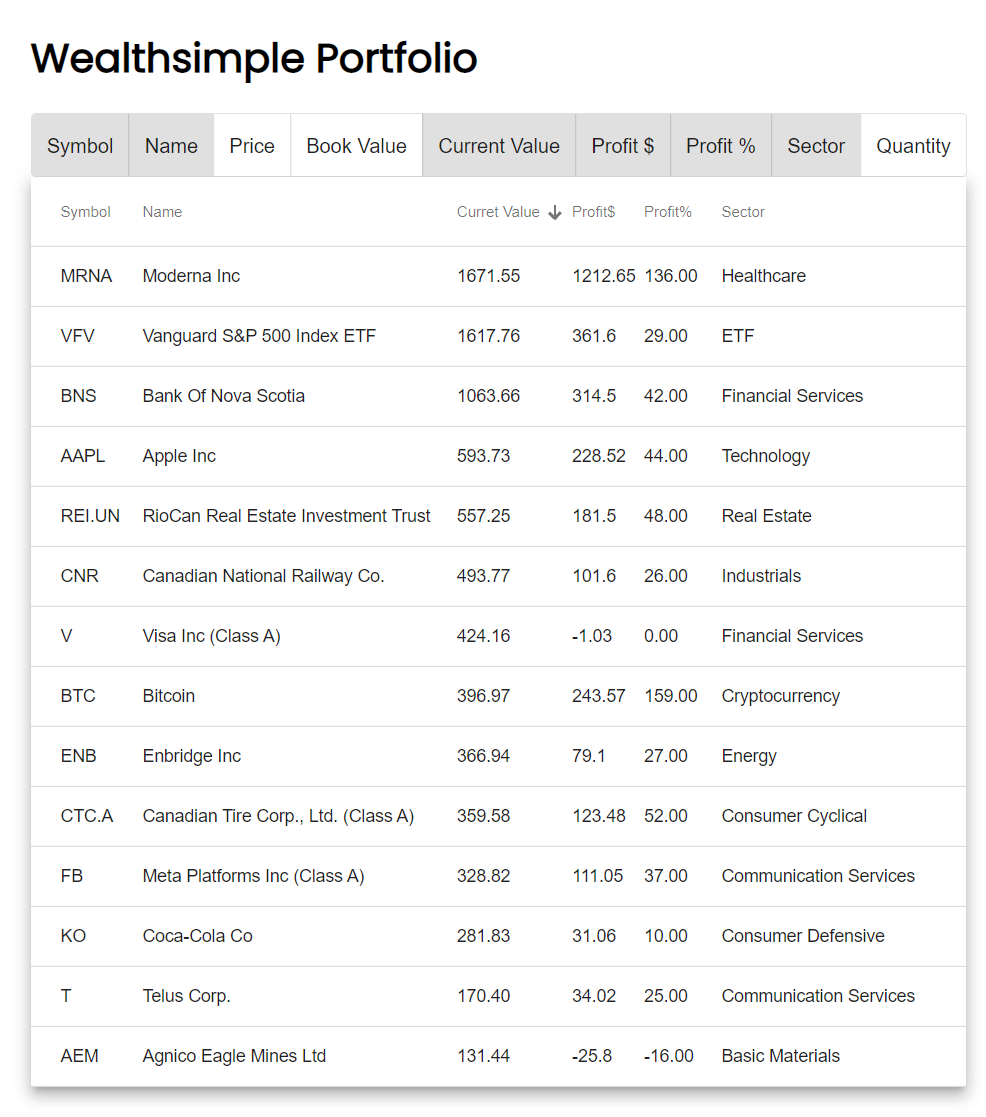 Wealthsimple Portfolio
Symbol Name Price Book Value Current Value Profit $ Profit % Sector Quantity
Symbol Name Curret Value Profit$ Profit% Sector
MRNA Moderna Inc 1671.55 1212.65 136.00 Healthcare
VFV Vanguard S&P 500 Index ETF 1617.76 361.6 29.00 ETF
BNS Bank Of Nova Scotia 1063.66 314.5 42.00 Financial Services
AAPL Apple Inc 593.73 228.52 44.00 Technology
REI.UN RioCan Real Estate Investment Trust 557.25 181.5 48.00 Real Estate
CNR Canadian National Railway Co. 493.77 101.6 26.00 Industrials
V Visa Inc (Class A) 424.16 -1.03 0.00 Financial Services
BTC Bitcoin 396.97 243.57 159.00 Cryptocurrency
ENB Enbridge Inc 366.94 79.1 27.00 Energy
CTC.A Canadian Tire Corp., Ltd. (Class A) 359.58 123.48 52.00 Consumer Cyclical
FB Meta Platforms Inc (Class A) 328.82 111.05 37.00 Communication Services
KO Coca-Cola Co 281.83 31.06 10.00 Consumer Defensive
T Telus Corp. 170.40 34.02 25.00 Communication Services
AEM Agnico Eagle Mines Ltd 131.44 -25.8 -16.00 Basic Materials